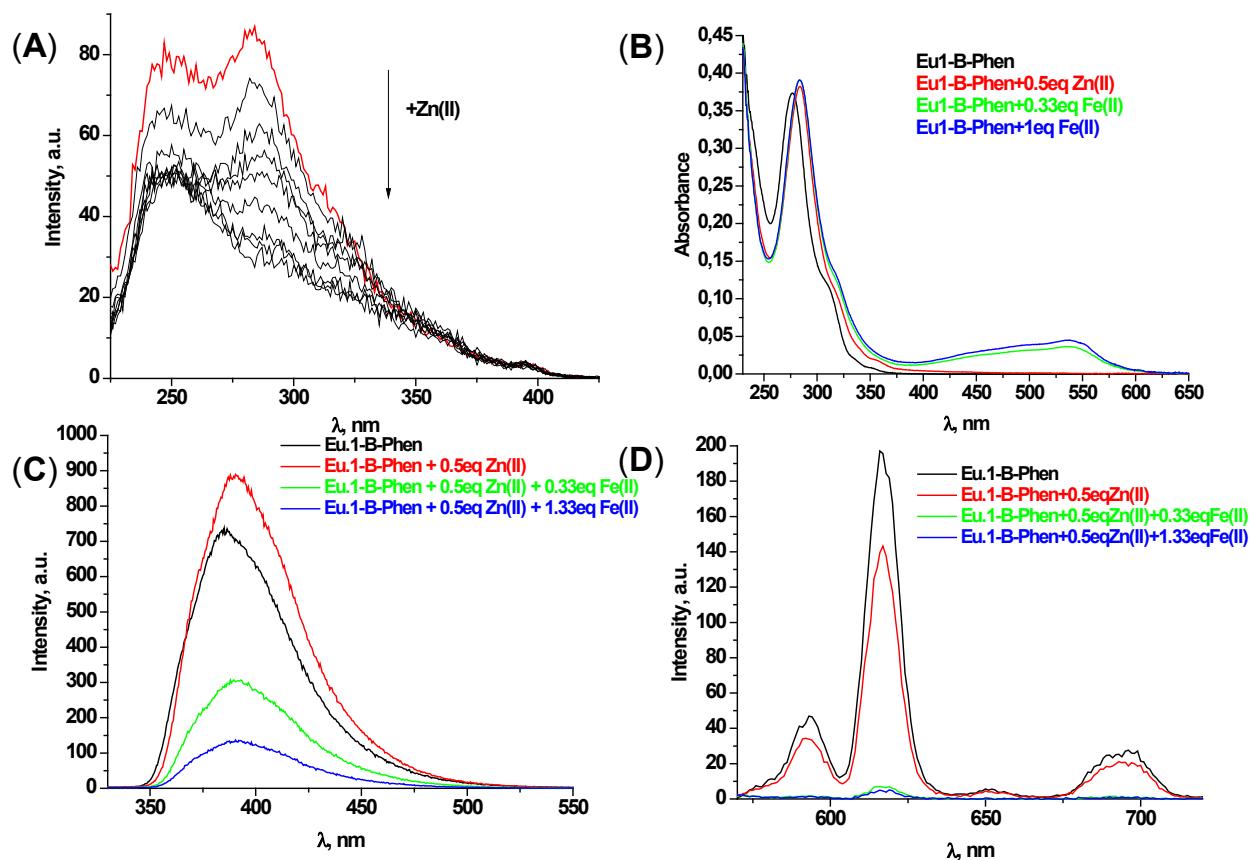 (A)
80
60
40
20
0
Intensity, a.u.
+Zn(II)
250 300 350 400
λ, nm
(B)
0,45
0,40
0,35
0,30
0,25
0,20
0,15
0,10
0,05
0,00
Absorbance
Eu1-B-Phen
Eu1-B-Phen+0.5eq Zn(II)
Eu1-B-Phen+0.33eq Fe(II)
Eu1-B-Phen+1eq Fe(II)
250 300 350 400 450 500 550 600 650
λ, nm
(C)
1000
900
800
700
600
500
400
300
200
100
0
Intensity, a.u.
Eu.1-B-Phen
Eu.1-B-Phen + 0.5eq Zn(II)
Eu.1-B-Phen + 0.5eq Zn(II) + 0.33eq Fe(II)
Eu.1-B-Phen + 0.5eq Zn(II) + 1.33eq Fe(II)
350 400 450 500 550
λ, nm
(D)
200
180
160
140
120
100
80
60
40
20
0
Intensity, a.u.
Eu.1-B-Phen
Eu.1-B-Phen+0.5eqZn(II)
Eu.1-B-Phen+0.5eqZn(II)+0.33eqFe(II)
Eu.1-B-Phen+0.5eqZn(II)+1.33eqFe(II)
600 650 700
λ, nm